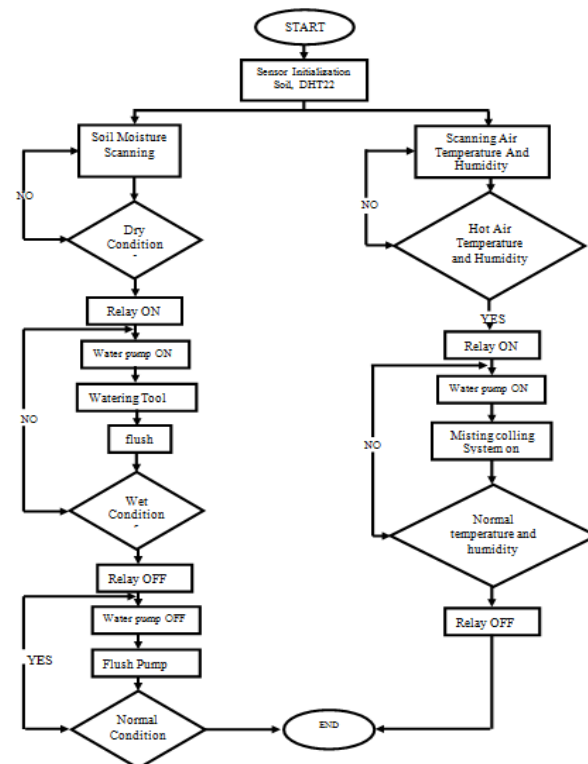 START
Sensor Initialization
Soil, DHT22
Soil Moisture
Scanning
NO
Dry
Condition
Relay ON
Water pump ON
Watering Tool
flush
NO
Wet
Condition
Relay OFF
Water pump OFF
Flush Pump
YES
Normal
Condition
Scanning Air
Temperature And
Humidity
NO
Hot Air
Temperature
and Humidity
YES
Relay ON
Water pump ON
Misting colling
System on
NO
Normal
temperature and
humidity
Relay OFF
END